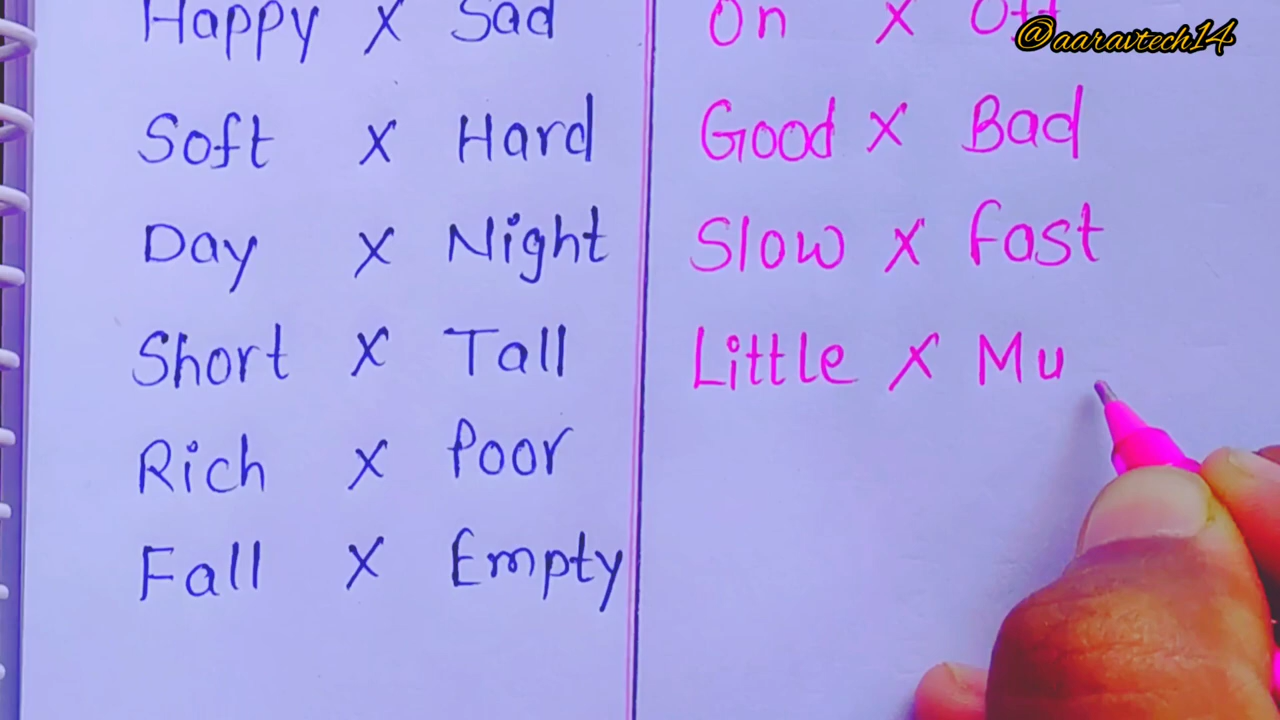 Happy X Sad
Soft X Hard
Day X Night
Short X Tall
Rich X Poor
Fall X Empty
On X Off
@aaravtech14
Good X Bad
Slow X Fast
Little X Mu